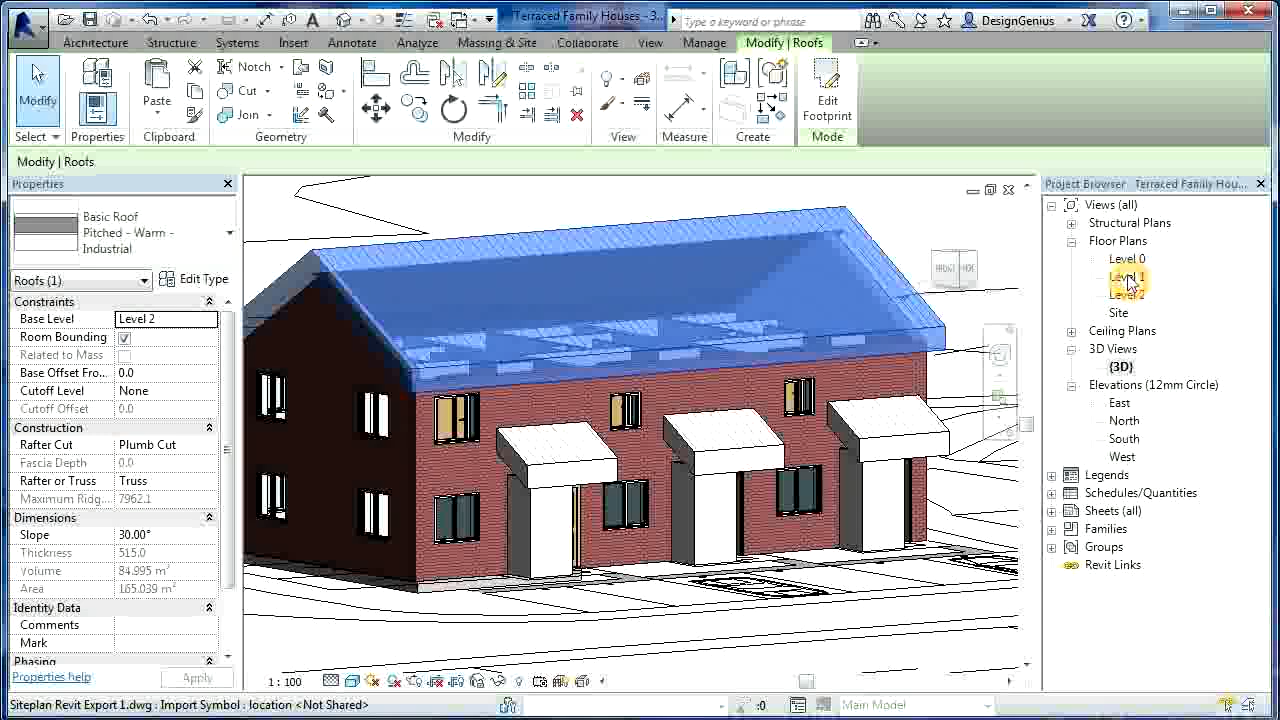 Terraced Family Houses - 3...
Type a keyword or phrase
DesignGenius
Architecture Structure Systems Insert Annotate Analyze Massing & Site Collaborate View Manage Modify | Roofs
Modify
Paste
Notch
Cut
Join
Edit
Footprint
Select Properties Clipboard Geometry Modify View Measure Create Mode
Modify | Roofs
Properties
Basic Roof
Pitched - Warm -
Industrial
Roofs (1)
Edit Type
Constraints
Base Level Level 2
Room Bounding
Related to Mass
Base Offset Fro... 0.0
Cutoff Level None
Cutoff Offset 0.0
Construction
Rafter Cut Plumb Cut
Fascia Depth 0.0
Rafter or Truss Truss
Maximum Ridg... 7962.1
Dimensions
Slope 30.00°
Thickness 515.0
Volume 84.995 m³
Area 165.039 m²
Identity Data
Comments
Mark
Phasing
Properties help
Apply
FRONT
1 : 100
Project Browser - Terraced Family Hou...
Views (all)
Structural Plans
Floor Plans
Level 0
Level 1
Level 2
Site
Ceiling Plans
3D Views
{3D}
Elevations (12mm Circle)
East
North
South
West
Legends
Schedules/Quantities
Sheets (all)
Families
Groups
Revit Links
Siteplan Revit Export 1.dwg : Import Symbol : location <Not Shared>
:0
Main Model